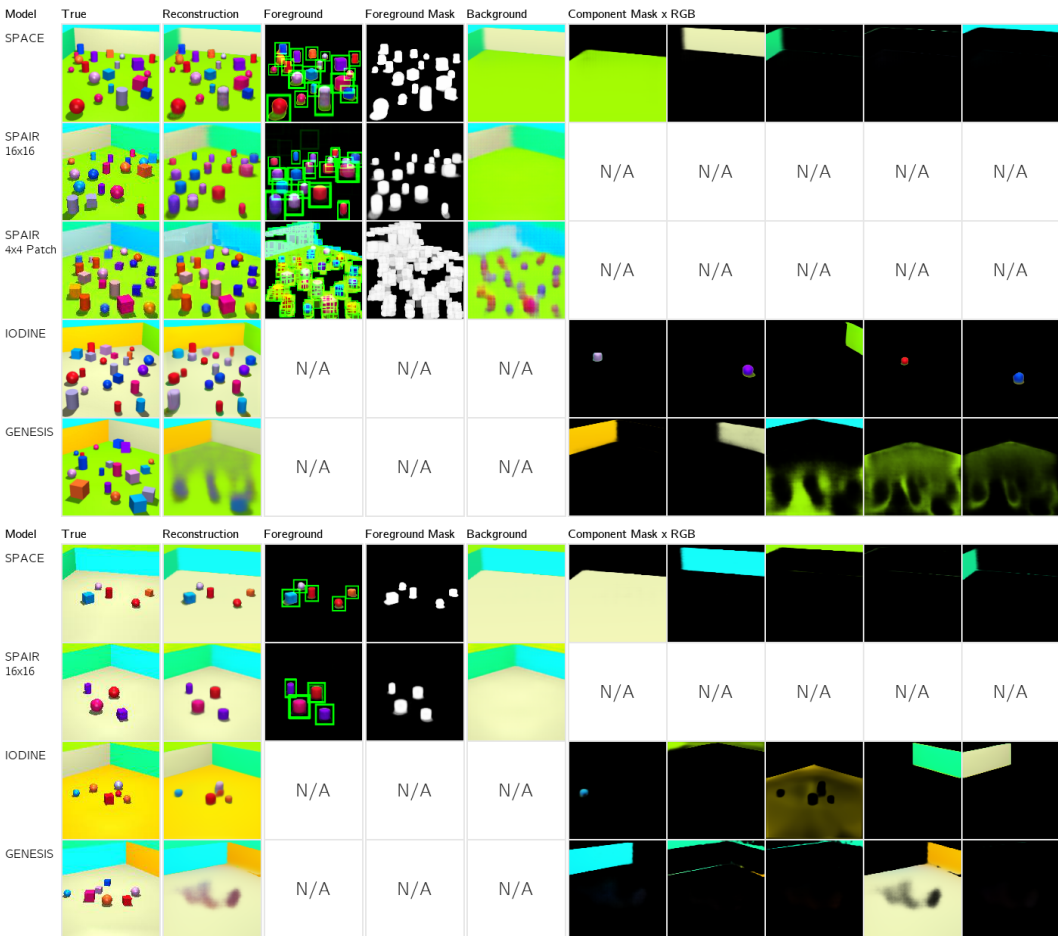 Model True Reconstruction Foreground Foreground Mask Background Component Mask x RGB
SPACE
SPAIR
16x16
N/A N/A N/A N/A N/A
SPAIR
4x4 Patch
N/A N/A N/A N/A N/A
IODINE
N/A N/A N/A
GENESIS
N/A N/A N/A
Model True Reconstruction Foreground Foreground Mask Background Component Mask x RGB
SPACE
SPAIR
16x16
N/A N/A N/A N/A N/A
IODINE
N/A N/A N/A
GENESIS
N/A N/A N/A